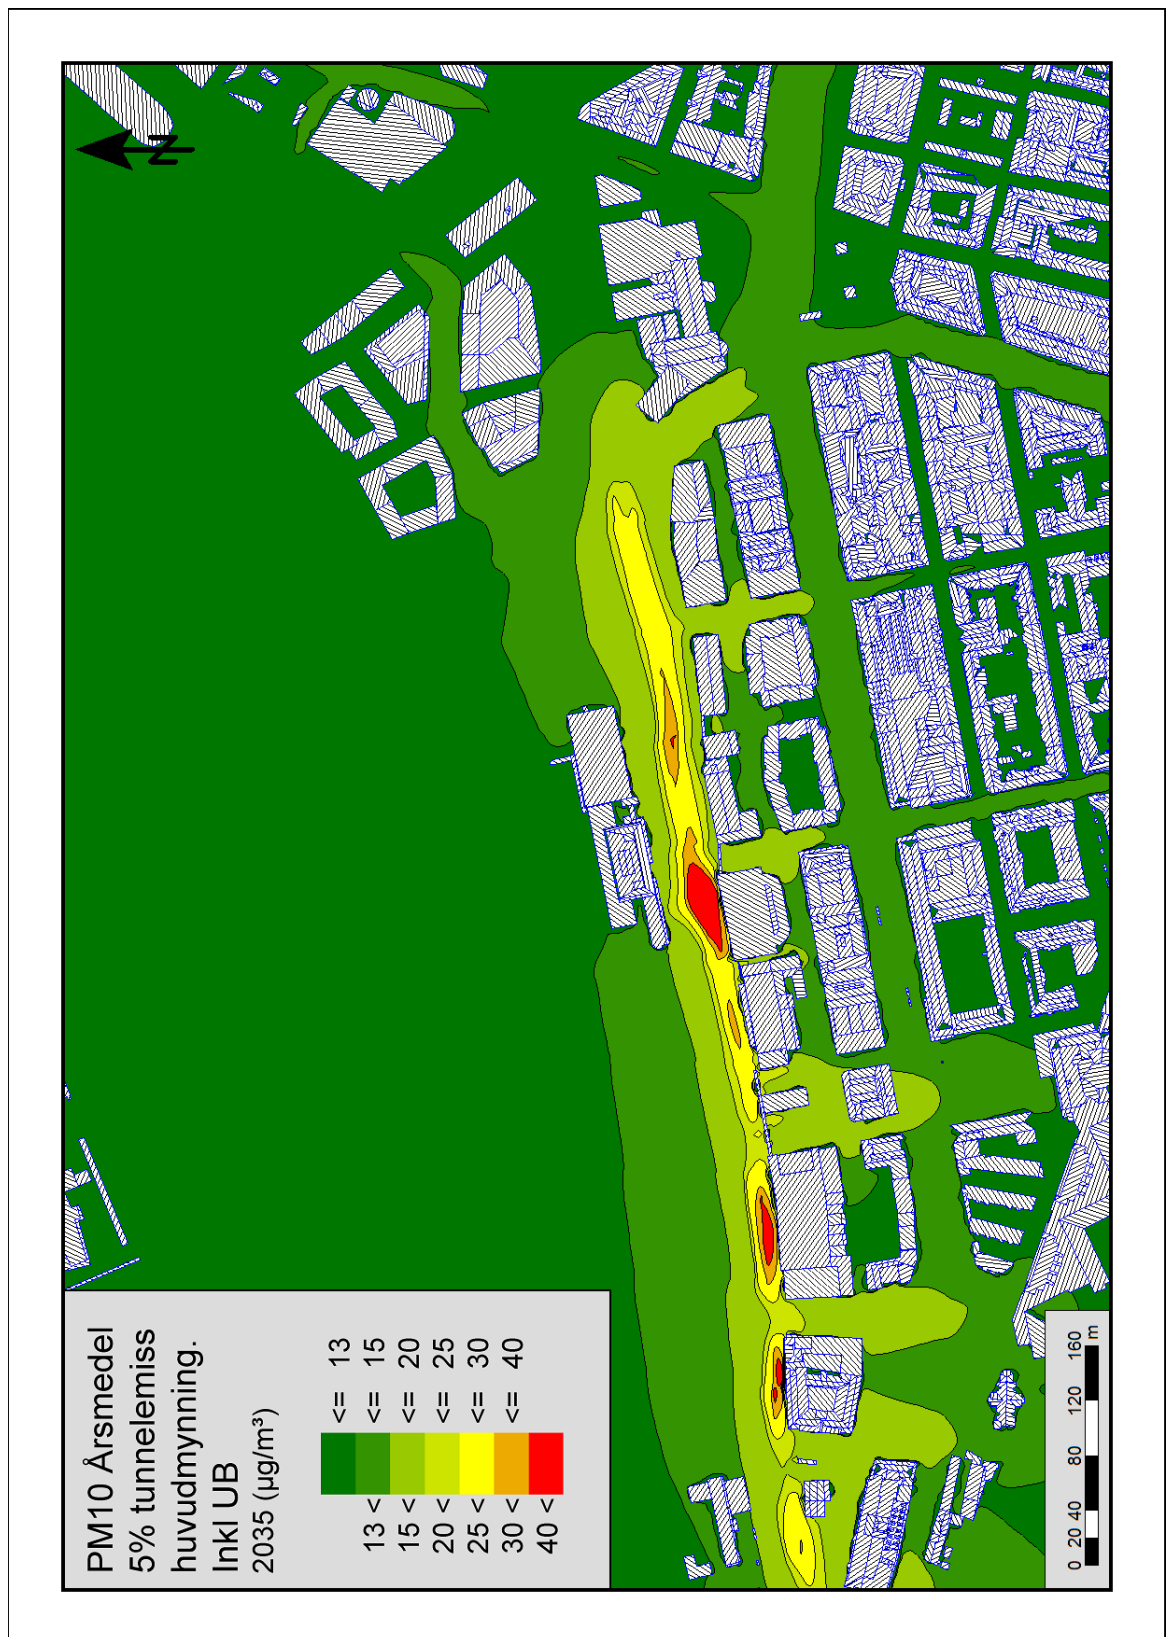 PM10 Årsmedel
5% tunnelemiss
huvudmynning.
Inkl UB
2035 (µg/m³)
<= 13
13 < <= 15
15 < <= 20
20 < <= 25
25 < <= 30
30 < <= 40
40 <
0 20 40 80 120 160
m
N